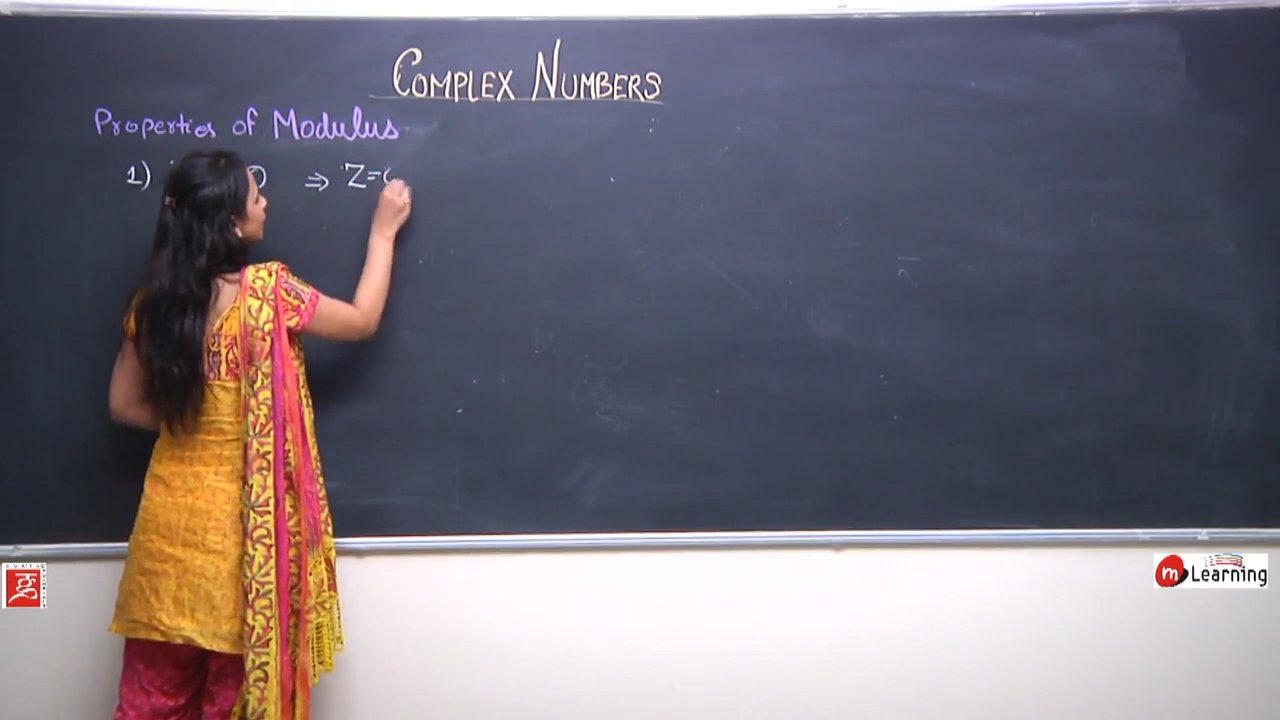 COMPLEX NUMBERS
Properties of Modulus
1) 0 ⇒ Z=
m Learning